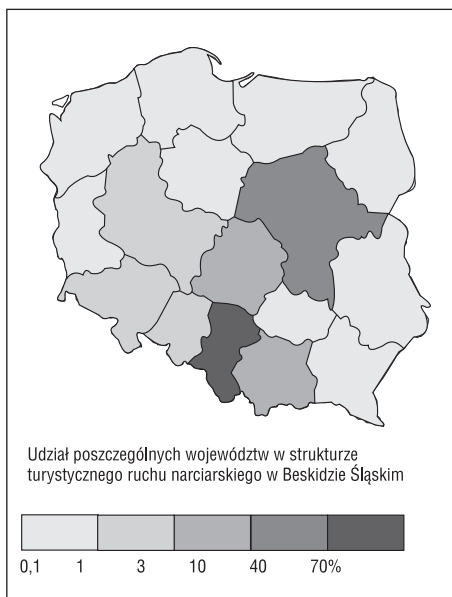 Udział poszczególnych województw w strukturze
turystycznego ruchu narciarskiego w Beskidzie Śląskim
0,1 1 3 10 40 70%